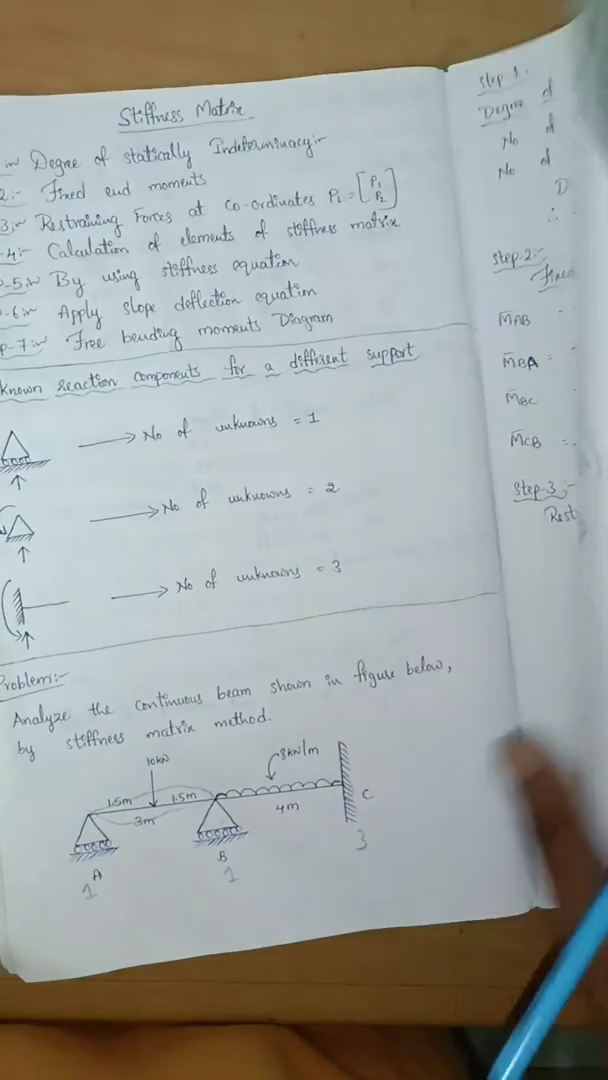 Stiffness Matrix
Degree of statically Indeterminacy:-
2:- Fixed end moments
3:- Restraining Forces at co-ordinates P₁ = [P₁ P₂]
-4:- Calculation of elements of stiffness matrix
-5:- By using stiffness equation
-6:- Apply slope deflection equation
p-7:- Free bending moments Diagram
known reaction components for a different support
No of unknowns = 1
No of unknowns = 2
No of unknowns = 3
Problem:-
Analyze the continuous beam shown in figure below,
by stiffness matrix method.
10kN
8kN/m
1.5m
1.5m
3m
4m
A
B
C
1
1
3
Step 1.
Degree of
No of
No of
D
∴
Step-2:-
Fixed
M̄AB
M̄BA =
M̄BC
M̄CB =
Step-3:-
Rest